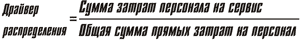 Драйвер распределения = Сумма затрат персонала на сервис
Общая сумма прямых затрат на персонал